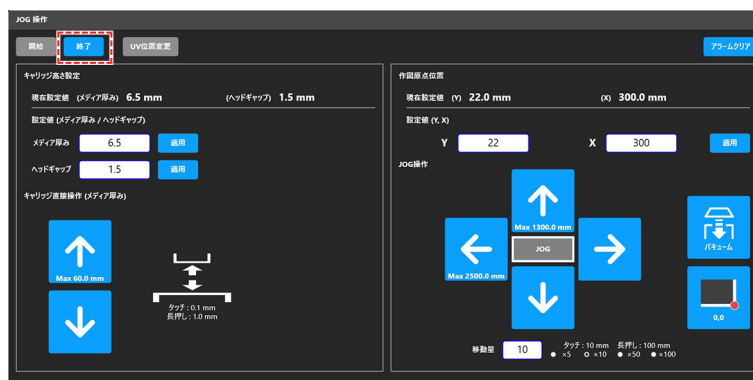 JOG 操作
開始 終了 UV位置変更 アラームクリア
キャリッジ高さ設定
現在設定値 (メディア厚み) 6.5 mm (ヘッドギャップ) 1.5 mm
設定値 (メディア厚み / ヘッドギャップ)
メディア厚み 6.5 適用
ヘッドギャップ 1.5 適用
キャリッジ直接操作 (メディア厚み)
Max 60.0 mm
タッチ : 0.1 mm
長押し : 1.0 mm
作図原点位置
現在設定値 (Y) 22.0 mm (X) 300.0 mm
設定値 (Y, X)
Y 22 X 300 適用
JOG操作
Max 1300.0 mm
JOG
Max 2500.0 mm
バキューム
0,0
移動量 10 タッチ : 10 mm 長押し : 100 mm
×5 ×10 ×50 ×100